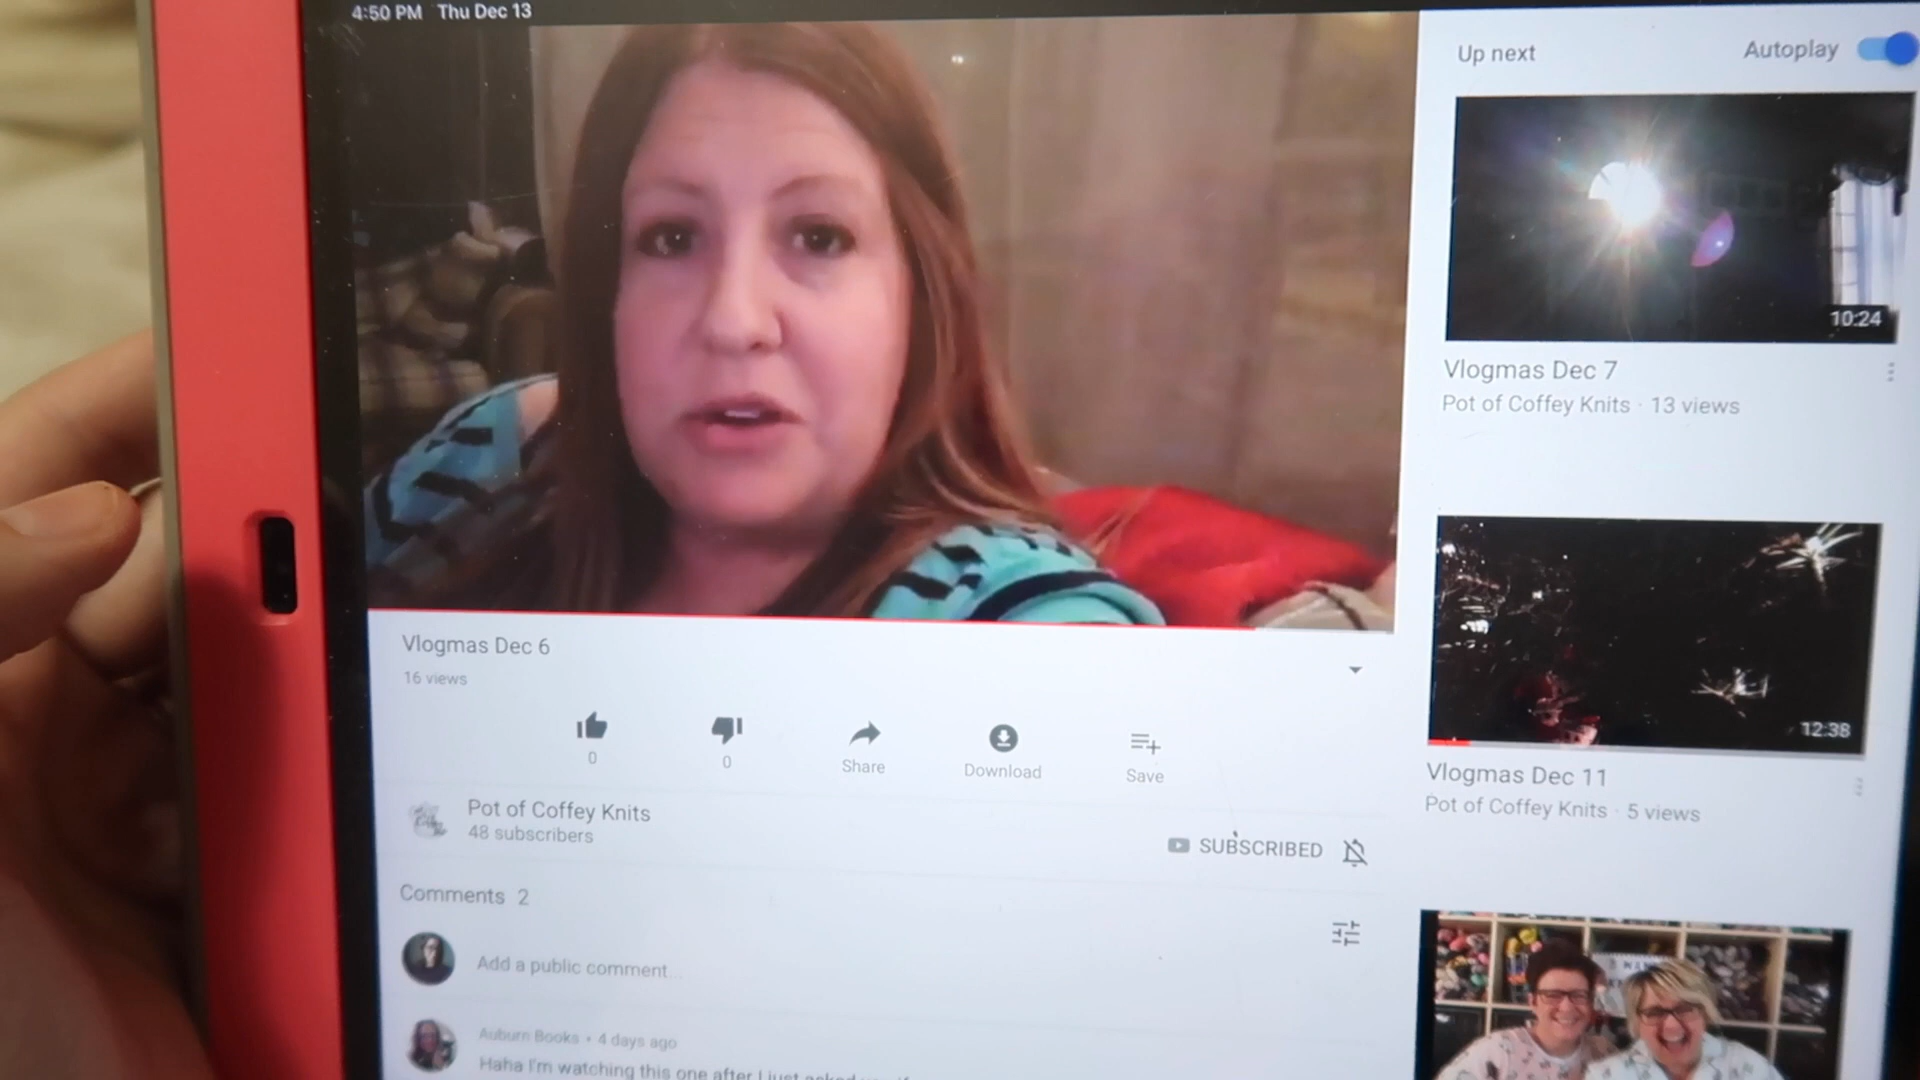 4:50 PM Thu Dec 13
Up next
Autoplay
10:24
Vlogmas Dec 7
Pot of Coffey Knits · 13 views
12:38
Vlogmas Dec 11
Pot of Coffey Knits · 5 views
Vlogmas Dec 6
16 views
0
0
Share
Download
Save
Pot of Coffey Knits
48 subscribers
SUBSCRIBED
Comments 2
Add a public comment...
Auburn Books • 4 days ago
Haha I'm watching this one after I just asked